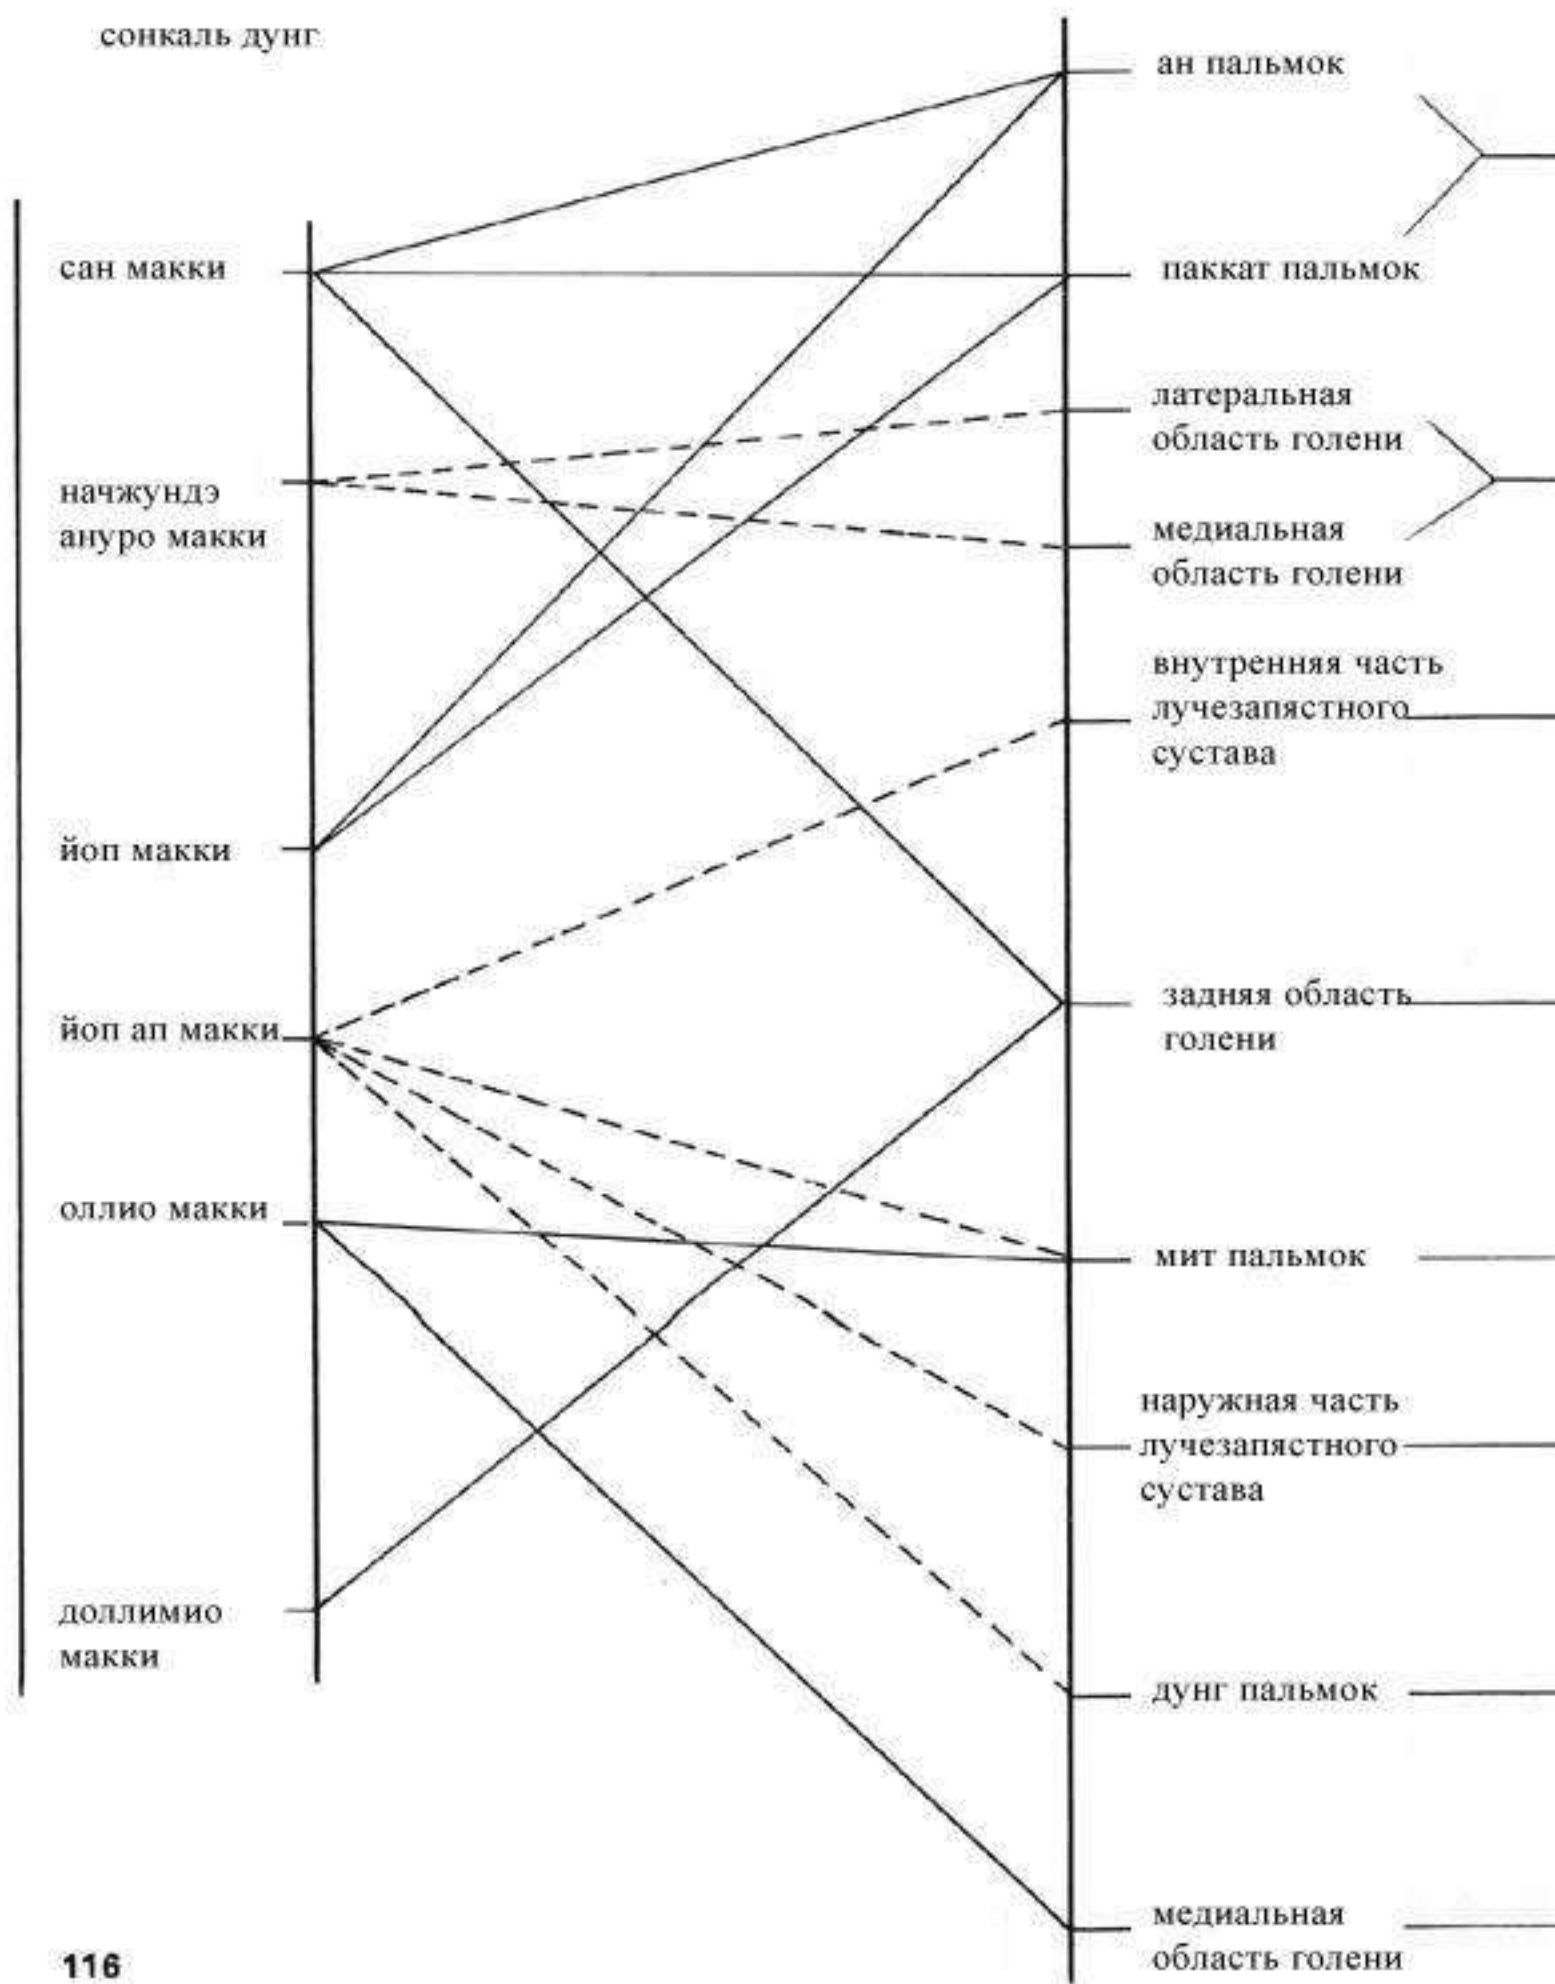 сонкаль дунг
сан макки
начжундэ
ануро макки
йоп макки
йоп ап макки
оллио макки
доллимио
макки
ан пальмок
паккат пальмок
латеральная
область голени
медиальная
область голени
внутренняя часть
лучезапястного
сустава
задняя область
голени
мит пальмок
наружная часть
лучезапястного
сустава
дунг пальмок
медиальная
область голени
116